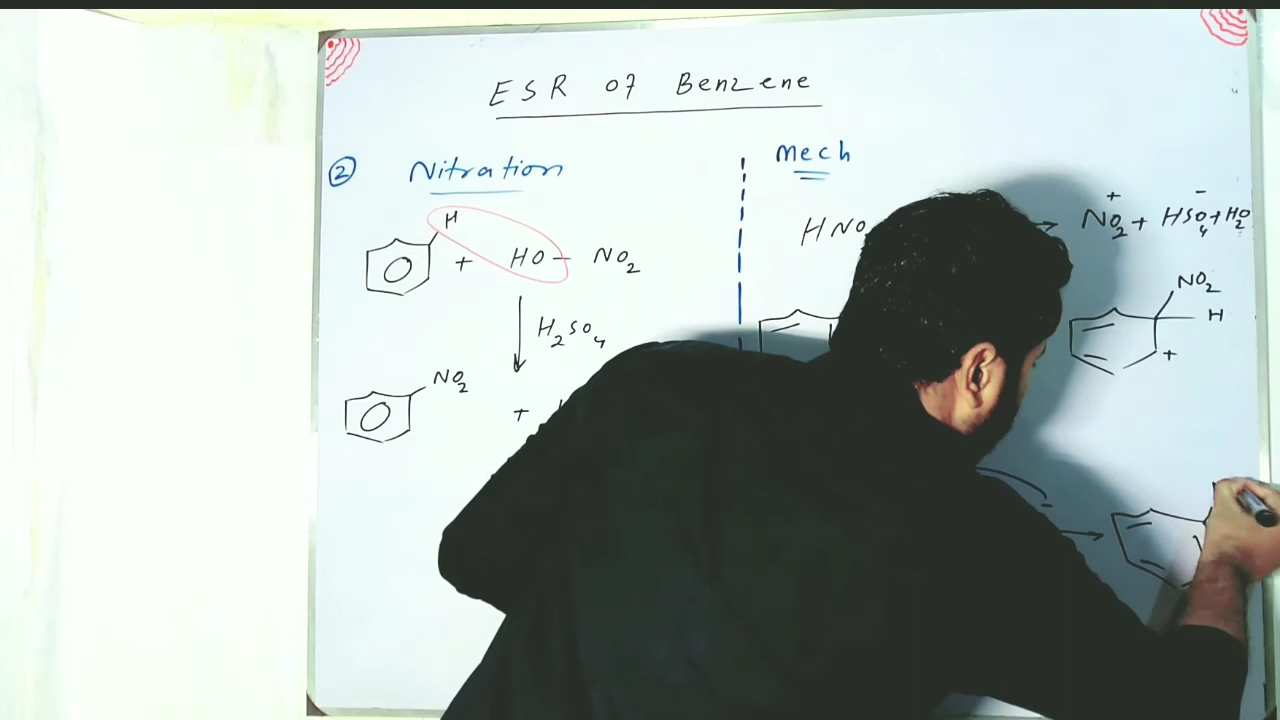 ESR of Benzene
② Nitration
H
+ HO - NO₂
H₂SO₄
NO₂
+
Mech
HNO → NO₂⁺ + HSO₄⁻ + H₂O
NO₂
H
+